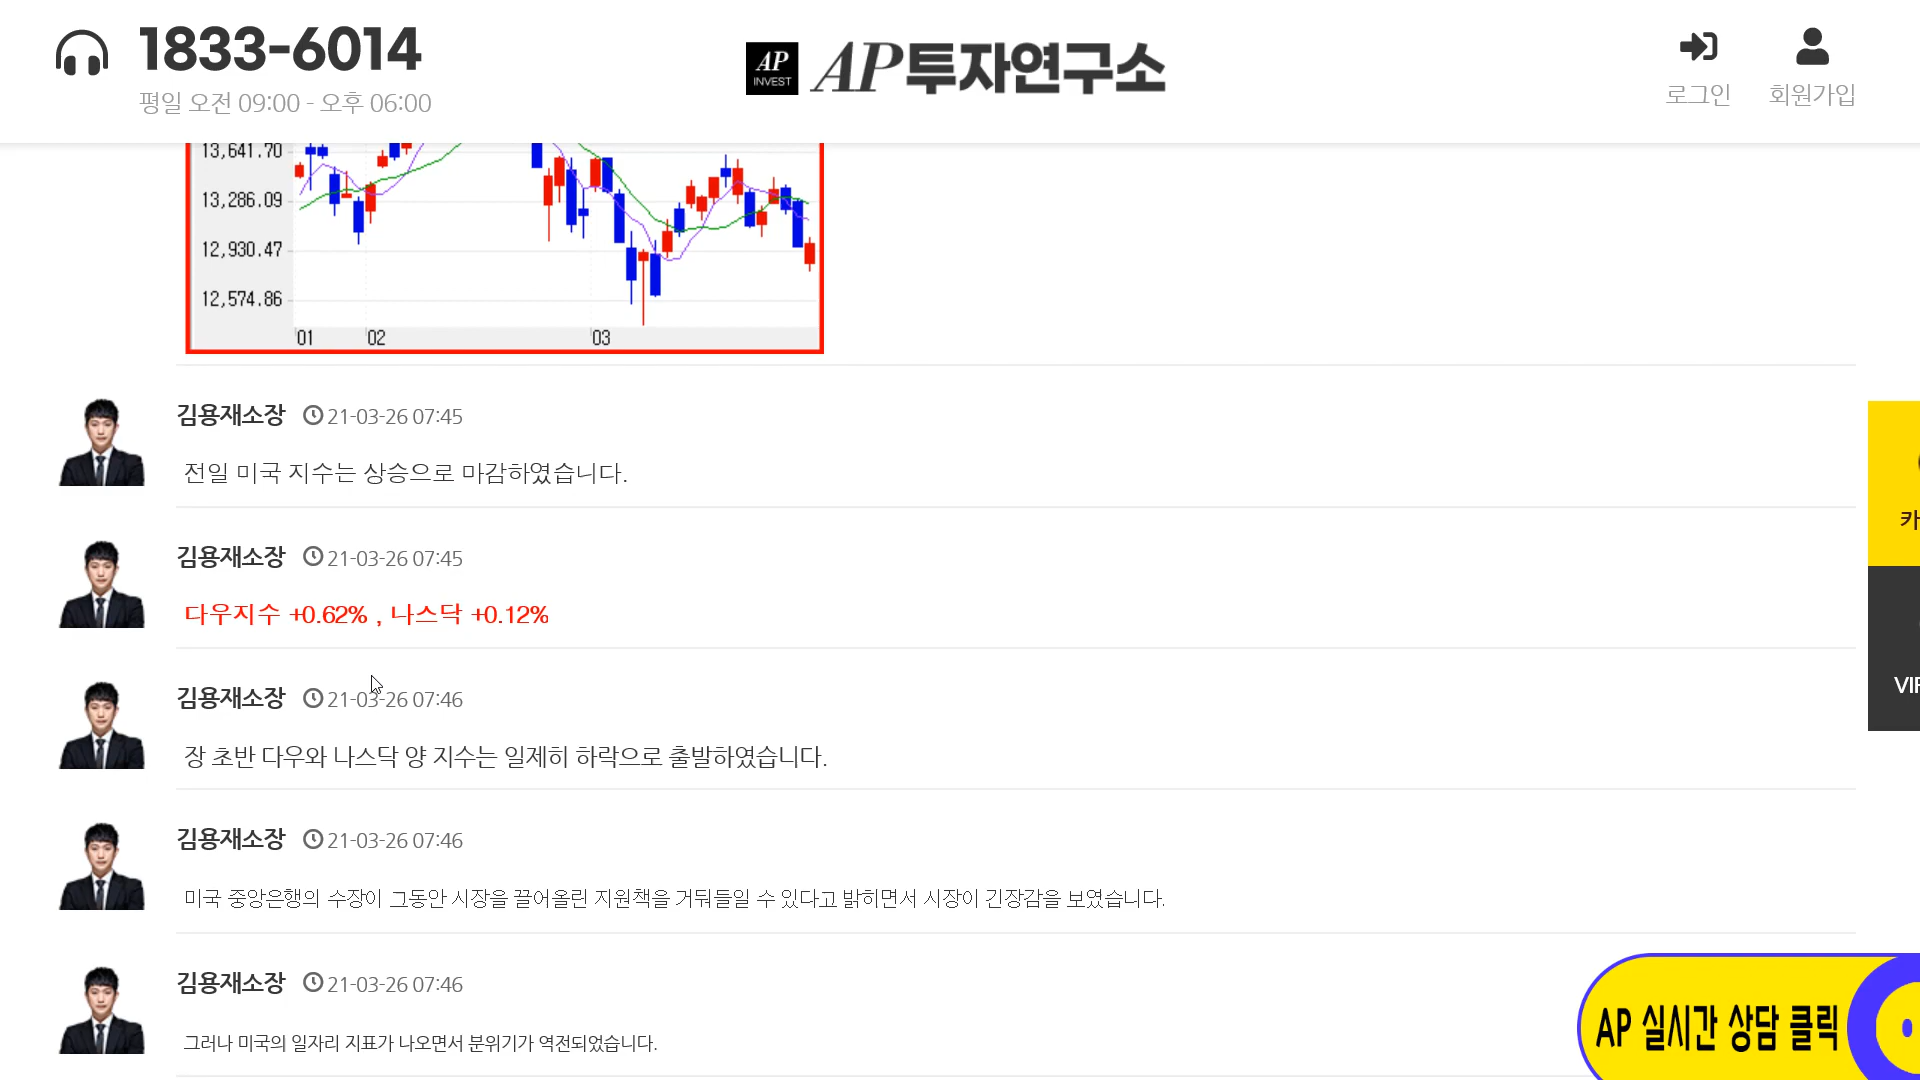 1833-6014
평일 오전 09:00 - 오후 06:00
AP
INVEST
AP투자연구소
로그인
회원가입
13,641.70
13,286.09
12,930.47
12,574.86
01 02 03
김용재소장 21-03-26 07:45
전일 미국 지수는 상승으로 마감하였습니다.
김용재소장 21-03-26 07:45
다우지수 +0.62% , 나스닥 +0.12%
김용재소장 21-03-26 07:46
장 초반 다우와 나스닥 양 지수는 일제히 하락으로 출발하였습니다.
김용재소장 21-03-26 07:46
미국 중앙은행의 수장이 그동안 시장을 끌어올린 지원책을 거둬들일 수 있다고 밝히면서 시장이 긴장감을 보였습니다.
김용재소장 21-03-26 07:46
그러나 미국의 일자리 지표가 나오면서 분위기가 역전되었습니다.
카
AP 실시간 상담 클릭